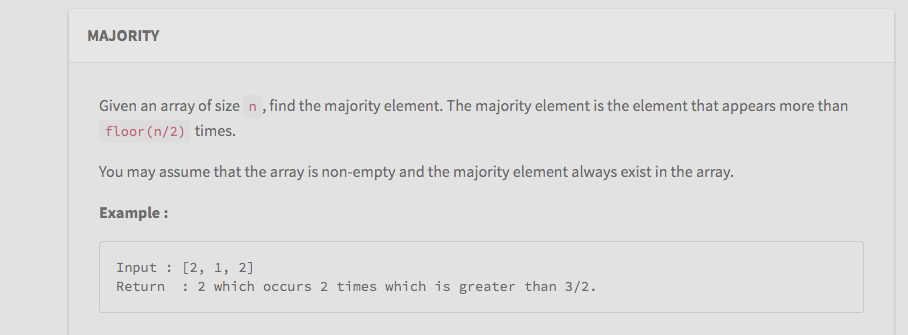 MAJORITY
Given an array of size n , find the majority element. The majority element is the element that appears more than
floor(n/2) times.
You may assume that the array is non-empty and the majority element always exist in the array.
Example :
Input : [2, 1, 2]
Return  : 2 which occurs 2 times which is greater than 3/2.